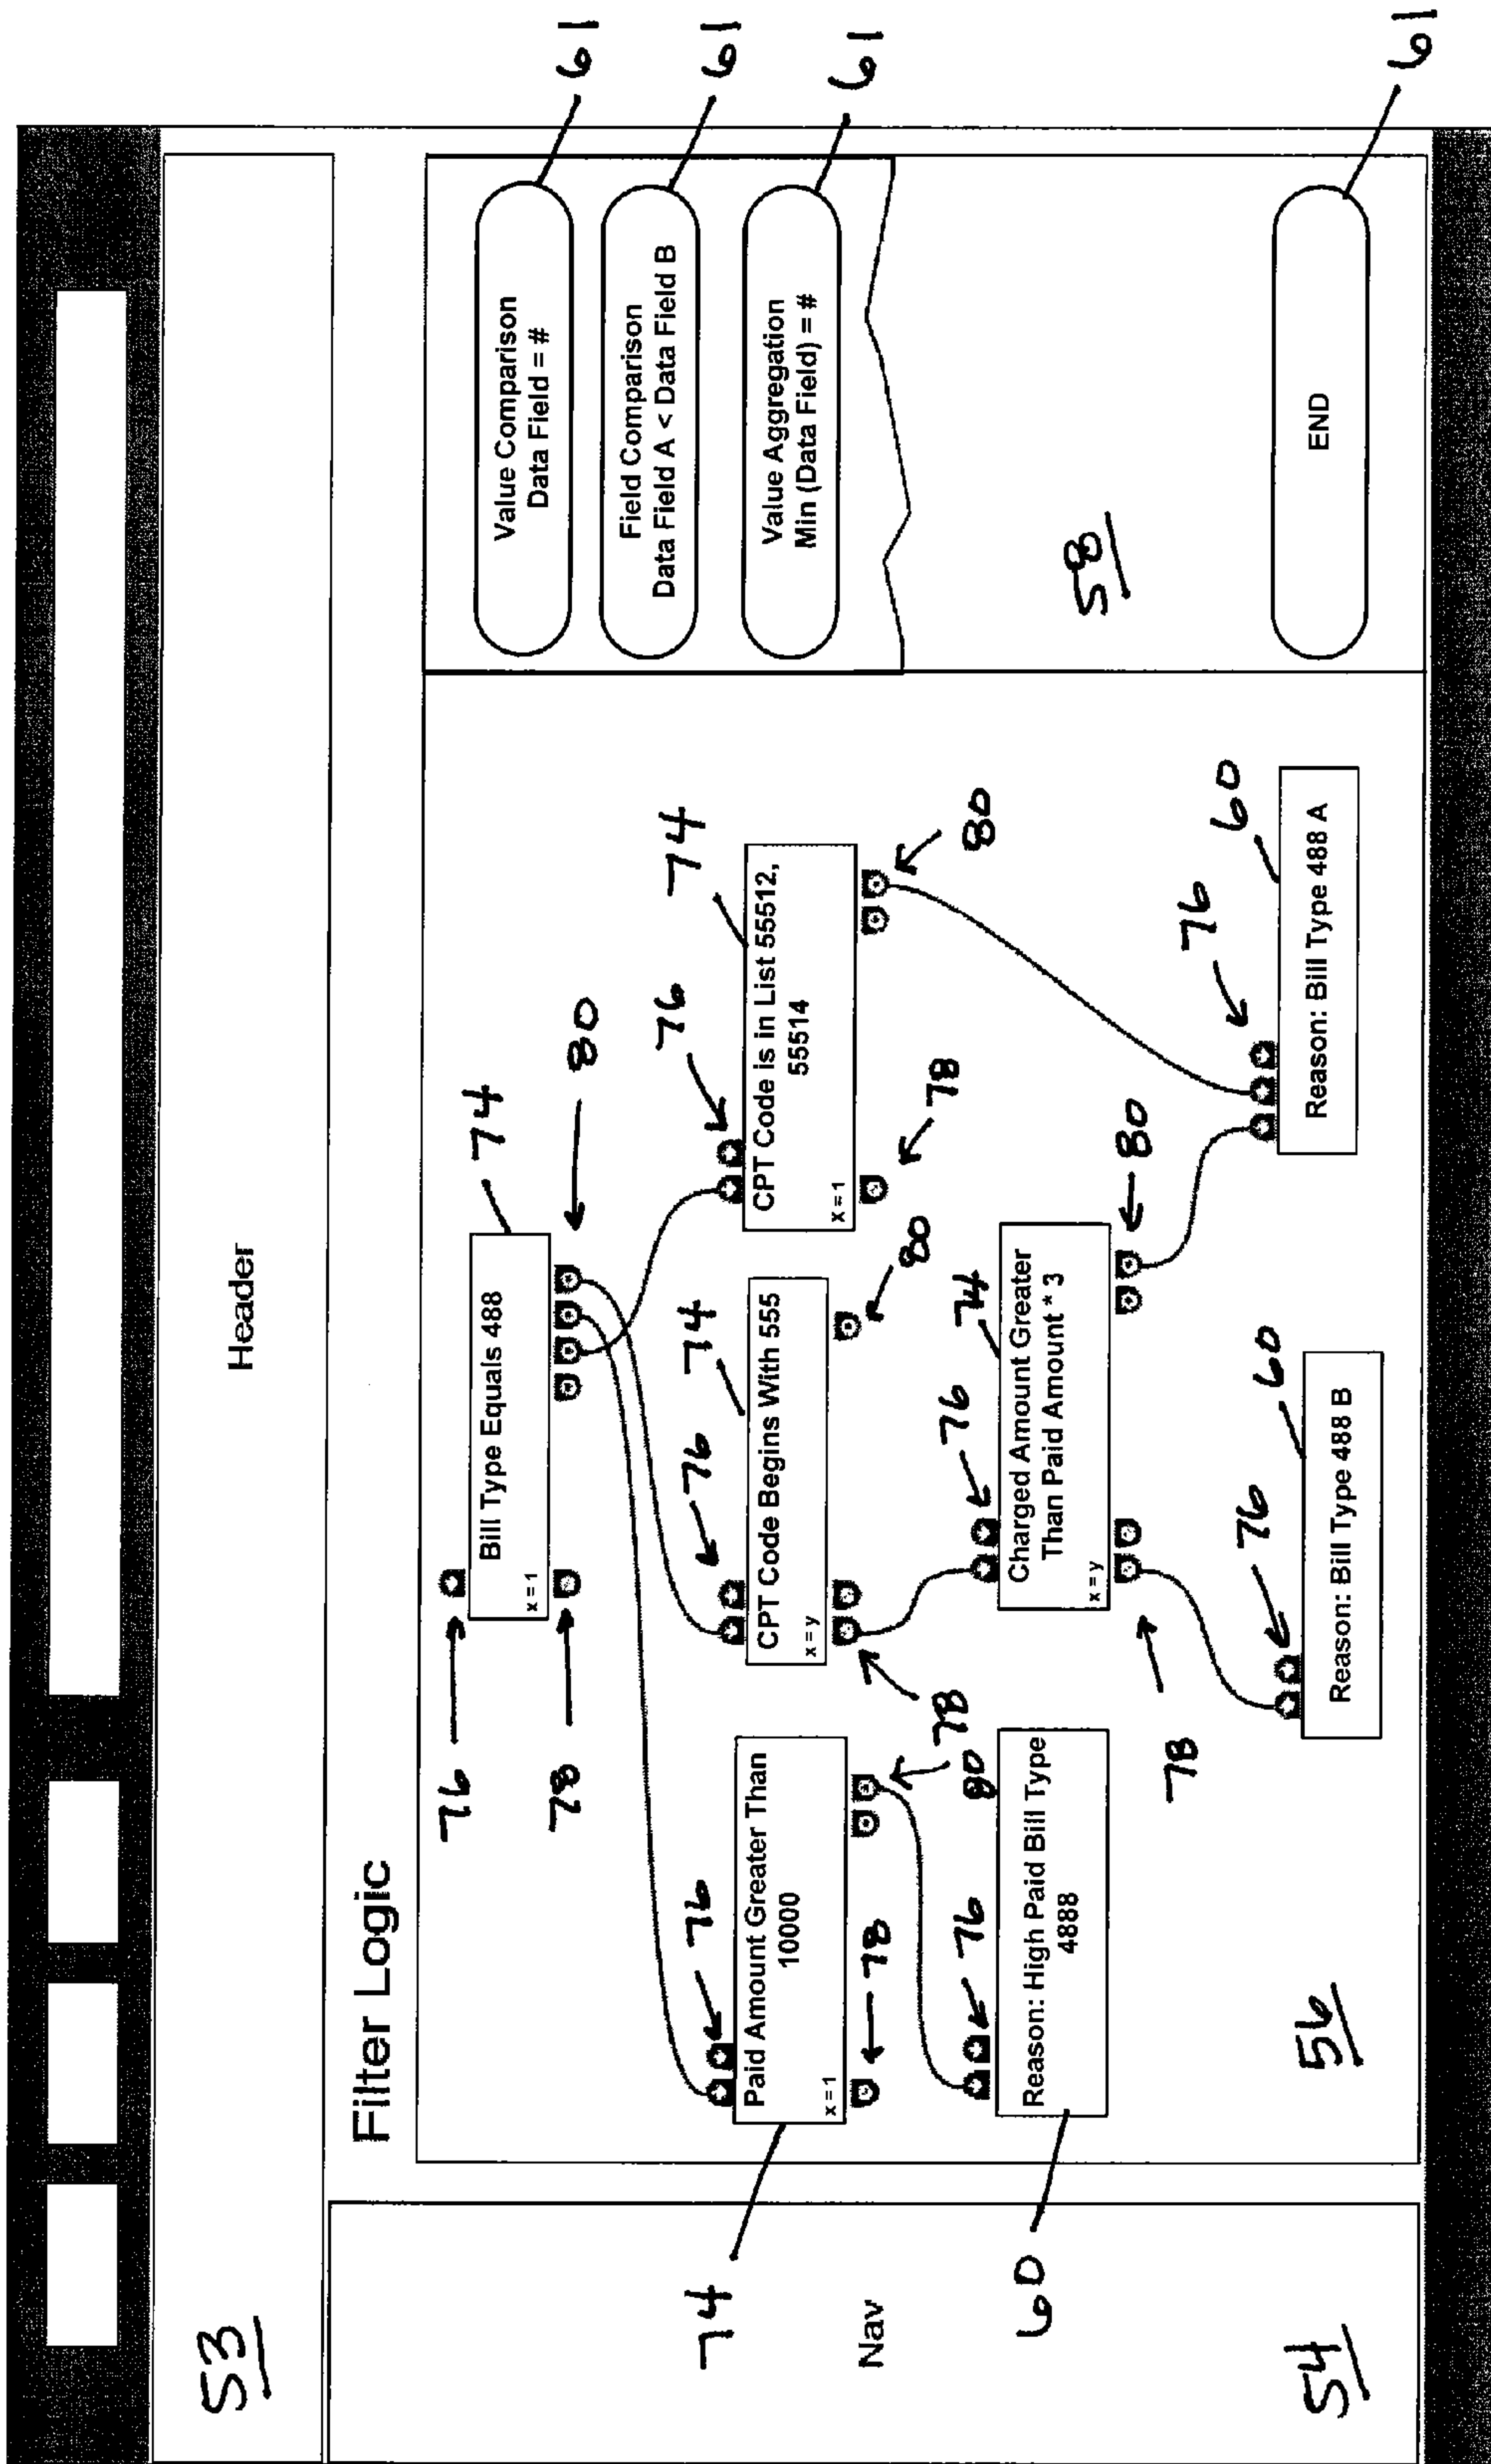 53
Header
Filter Logic
Nav
54
76
78
Bill Type Equals 488
x = 1
74
80
74
76
Paid Amount Greater Than
10000
x = 1
78
78
76
CPT Code Begins With 555
x = y
74
78
80
76
CPT Code is in List 55512,
55514
x = 1
74
78
80
60
76
Reason: High Paid Bill Type
4888
80
76
Charged Amount Greater
Than Paid Amount * 3
x = y
74
78
80
76
Reason: Bill Type 488 B
60
76
Reason: Bill Type 488 A
60
56
Value Comparison
Data Field = #
61
Field Comparison
Data Field A < Data Field B
61
Value Aggregation
Min (Data Field) = #
61
58
END
61